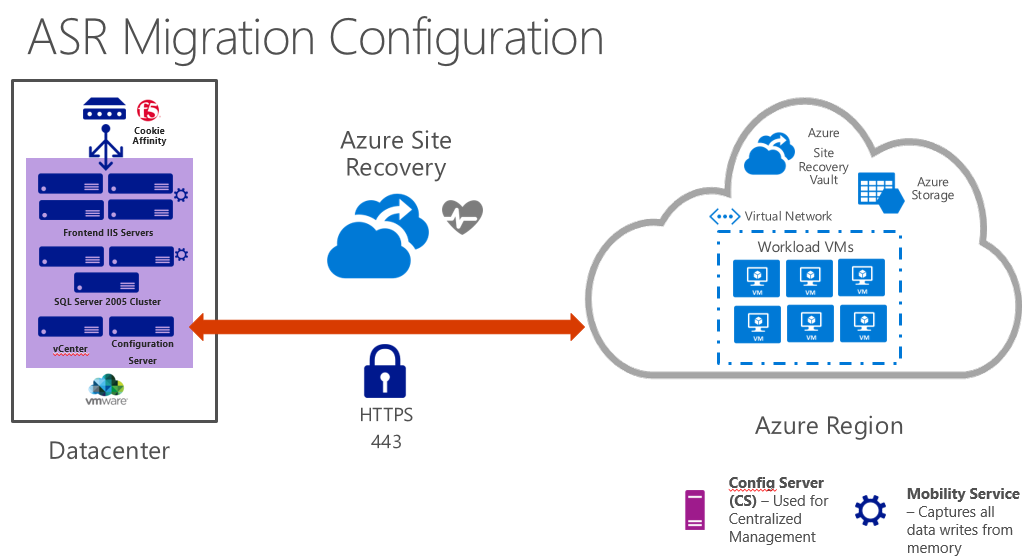 ASR Migration Configuration
f5
Cookie
Affinity
Frontend IIS Servers
SQL Server 2005 Cluster
vCenter
Configuration
Server
vmware
Datacenter
Azure Site
Recovery
HTTPS
443
Azure
Site
Recovery
Vault
Azure
Storage
Virtual Network
Workload VMs
VM
VM
VM
VM
VM
VM
Azure Region
Config Server
(CS) – Used for
Centralized
Management
Mobility Service
– Captures all
data writes from
memory